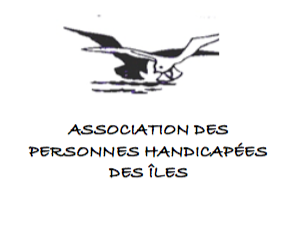 ASSOCIATION DES
PERSONNES HANDICAPÉES
DES ÎLES